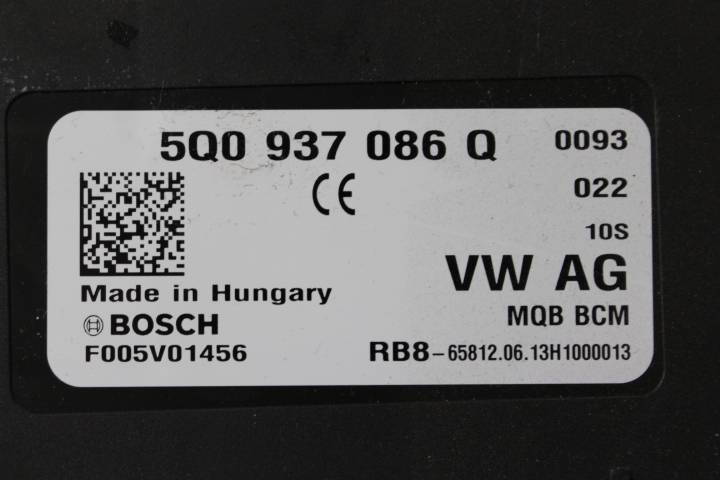 5Q0 937 086 Q 0093
CE 022
10S
VW AG
Made in Hungary
BOSCH MQB BCM
F005V01456 RB8-65812.06.13H1000013